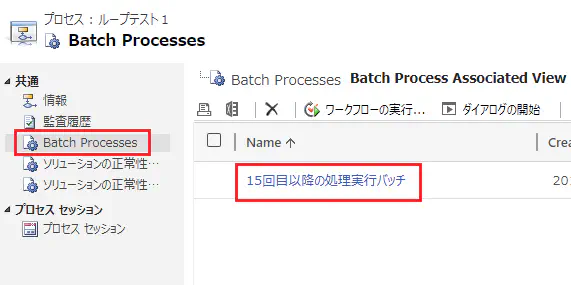 プロセス : ループテスト1
Batch Processes
共通
情報
監査履歴
Batch Processes
ソリューションの正常性…
ソリューションの正常性…
プロセス セッション
プロセス セッション
Batch Processes Batch Process Associated View
ワークフローの実行… ダイアログの開始
Name ↑ Crea
15回目以降の処理実行バッチ 201